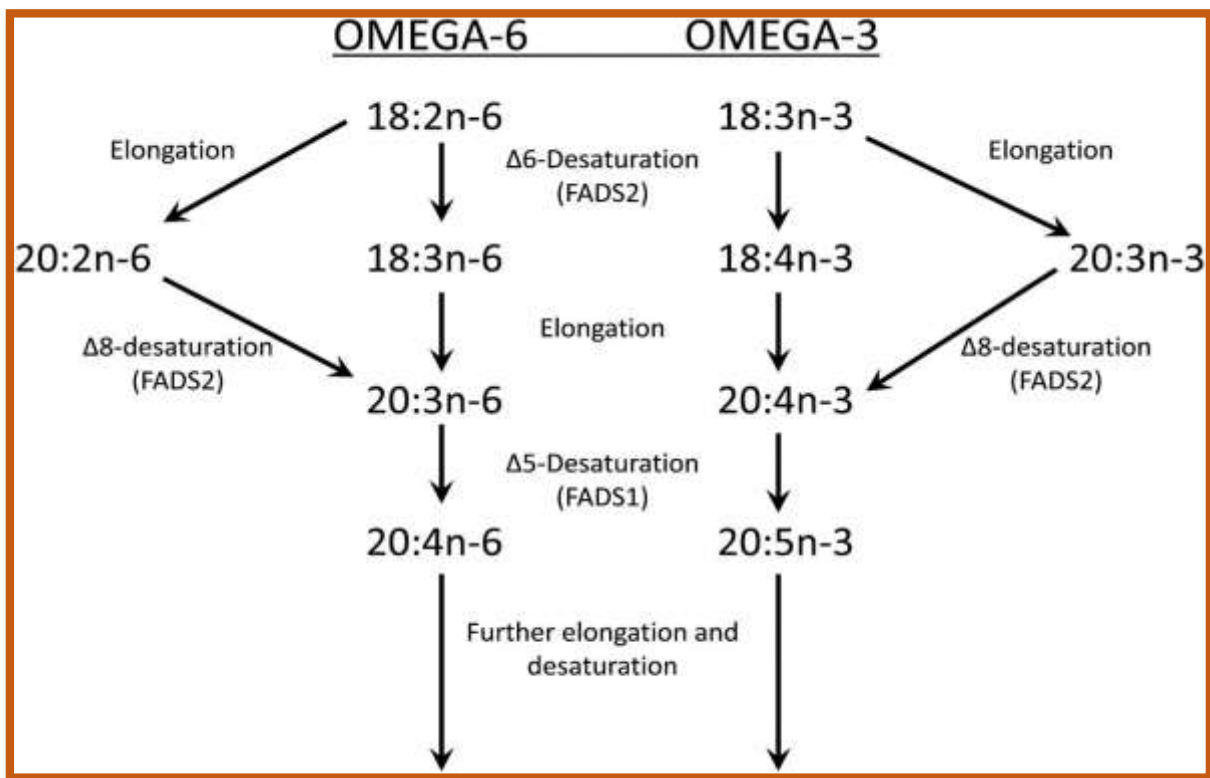 OMEGA-6 OMEGA-3
18:2n-6 18:3n-3
Elongation
Δ6-Desaturation
(FADS2)
Elongation
20:2n-6 18:3n-6 18:4n-3 20:3n-3
Δ8-desaturation
(FADS2)
Elongation
Δ8-desaturation
(FADS2)
20:3n-6 20:4n-3
Δ5-Desaturation
(FADS1)
20:4n-6 20:5n-3
Further elongation and
desaturation